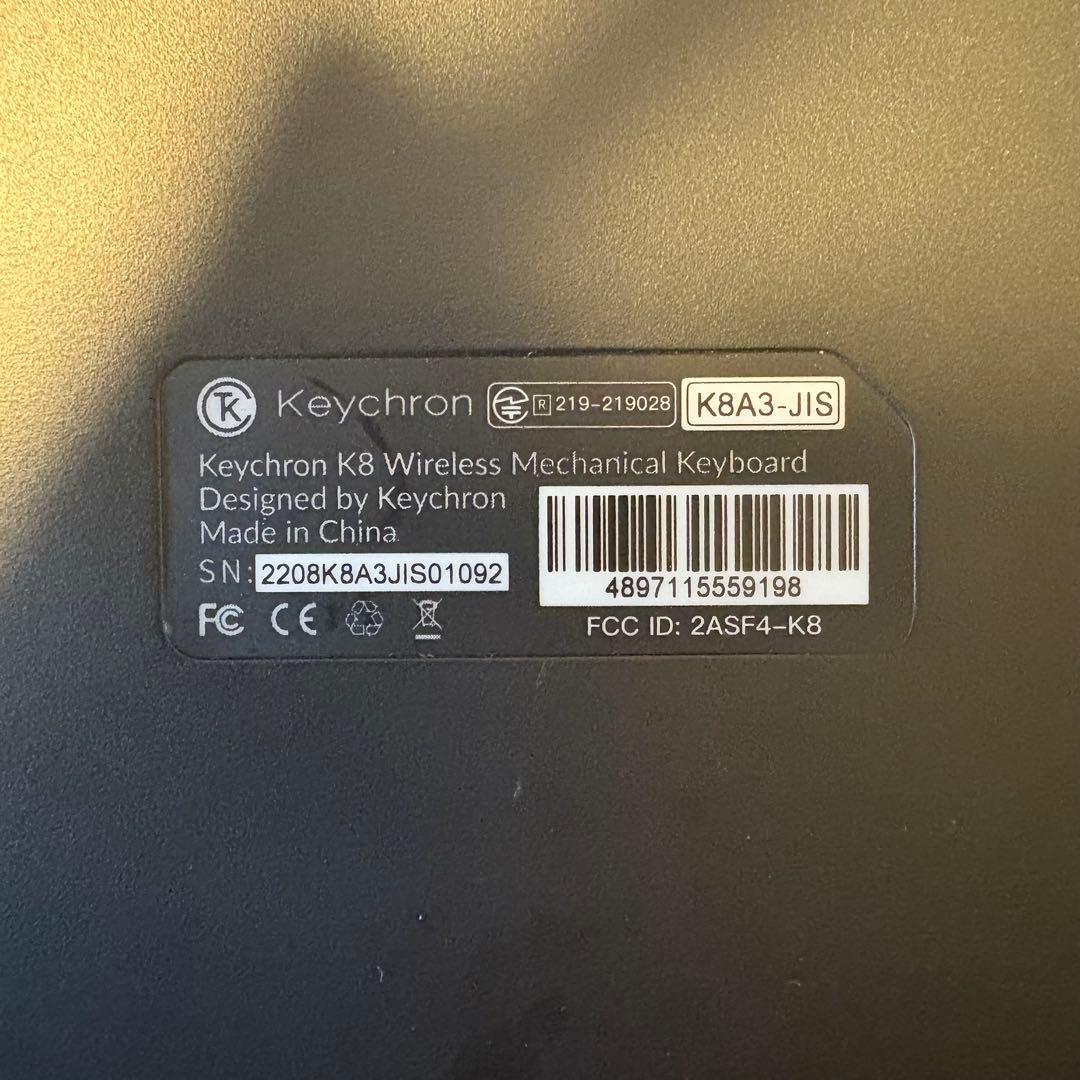 TK Keychron R 219-219028 K8A3-JIS
Keychron K8 Wireless Mechanical Keyboard
Designed by Keychron
Made in China
SN: 2208K8A3JIS01092
4897115559198
FC CE
FCC ID: 2ASF4-K8